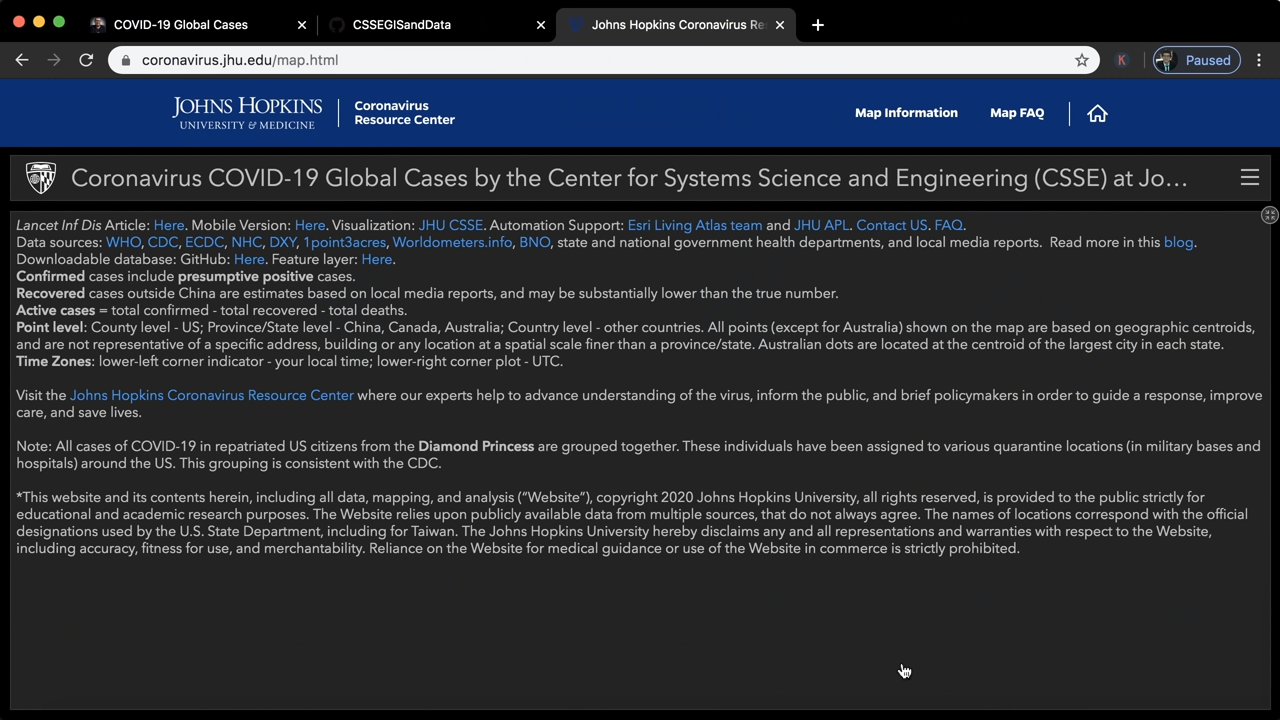 COVID-19 Global Cases
CSSEGISandData
Johns Hopkins Coronavirus Re
coronavirus.jhu.edu/map.html
K
Paused
JOHNS HOPKINS
UNIVERSITY & MEDICINE
Coronavirus
Resource Center
Map Information
Map FAQ
Coronavirus COVID-19 Global Cases by the Center for Systems Science and Engineering (CSSE) at Jo...
Lancet Inf Dis Article: Here. Mobile Version: Here. Visualization: JHU CSSE. Automation Support: Esri Living Atlas team and JHU APL. Contact US. FAQ.
Data sources: WHO, CDC, ECDC, NHC, DXY, 1point3acres, Worldometers.info, BNO, state and national government health departments, and local media reports. Read more in this blog.
Downloadable database: GitHub: Here. Feature layer: Here.
Confirmed cases include presumptive positive cases.
Recovered cases outside China are estimates based on local media reports, and may be substantially lower than the true number.
Active cases = total confirmed - total recovered - total deaths.
Point level: County level - US; Province/State level - China, Canada, Australia; Country level - other countries. All points (except for Australia) shown on the map are based on geographic centroids,
and are not representative of a specific address, building or any location at a spatial scale finer than a province/state. Australian dots are located at the centroid of the largest city in each state.
Time Zones: lower-left corner indicator - your local time; lower-right corner plot - UTC.
Visit the Johns Hopkins Coronavirus Resource Center where our experts help to advance understanding of the virus, inform the public, and brief policymakers in order to guide a response, improve
care, and save lives.
Note: All cases of COVID-19 in repatriated US citizens from the Diamond Princess are grouped together. These individuals have been assigned to various quarantine locations (in military bases and
hospitals) around the US. This grouping is consistent with the CDC.
*This website and its contents herein, including all data, mapping, and analysis (“Website”), copyright 2020 Johns Hopkins University, all rights reserved, is provided to the public strictly for
educational and academic research purposes. The Website relies upon publicly available data from multiple sources, that do not always agree. The names of locations correspond with the official
designations used by the U.S. State Department, including for Taiwan. The Johns Hopkins University hereby disclaims any and all representations and warranties with respect to the Website,
including accuracy, fitness for use, and merchantability. Reliance on the Website for medical guidance or use of the Website in commerce is strictly prohibited.